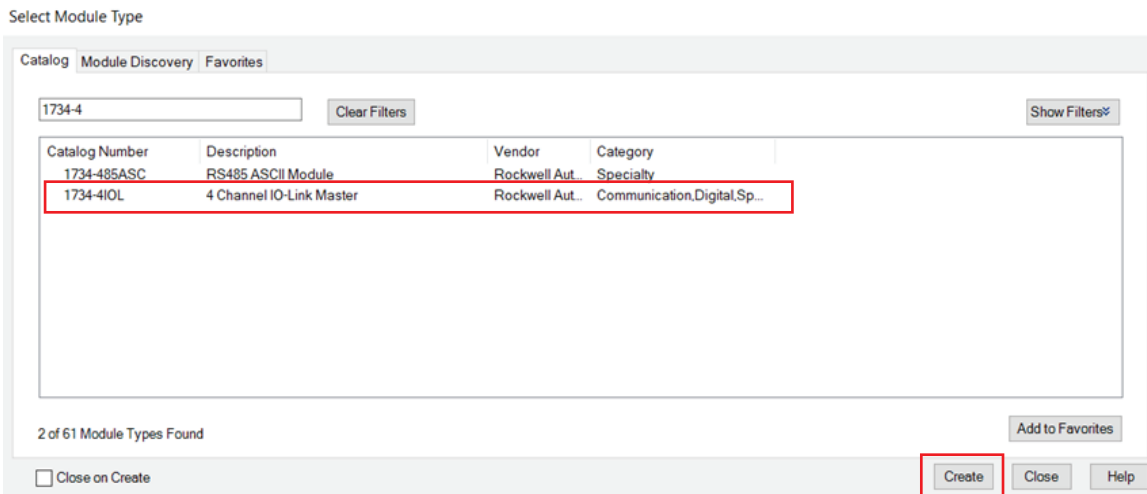 Select Module Type
Catalog Module Discovery Favorites
1734-4 Clear Filters Show Filters
Catalog Number Description Vendor Category
1734-485ASC RS485 ASCII Module Rockwell Aut... Specialty
1734-4IOL 4 Channel IO-Link Master Rockwell Aut... Communication,Digital,Sp...
2 of 61 Module Types Found Add to Favorites
Close on Create Create Close Help